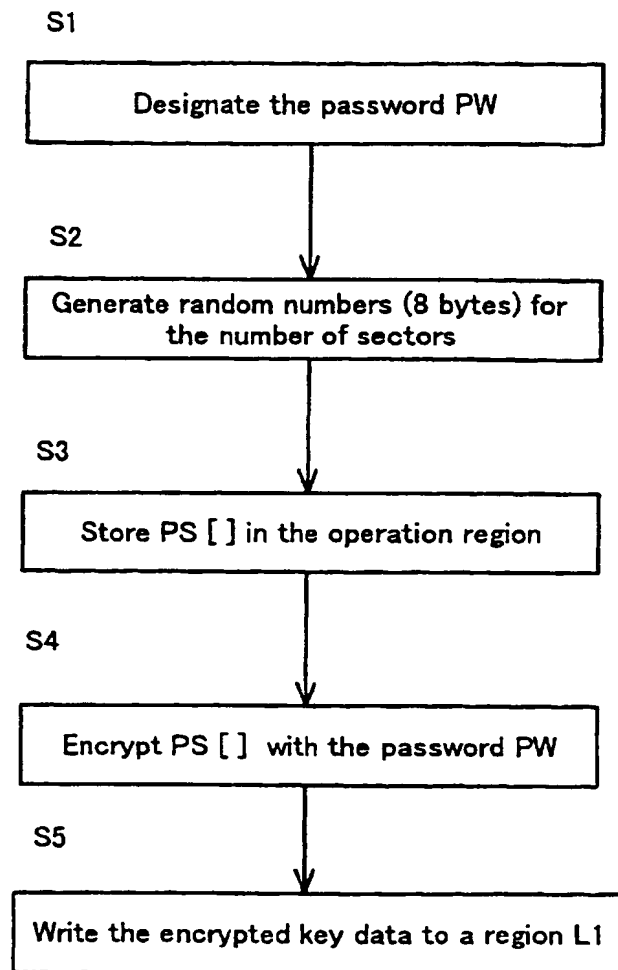 S1
Designate the password PW
S2
Generate random numbers (8 bytes) for
the number of sectors
S3
Store PS [ ] in the operation region
S4
Encrypt PS [ ] with the password PW
S5
Write the encrypted key data to a region L1